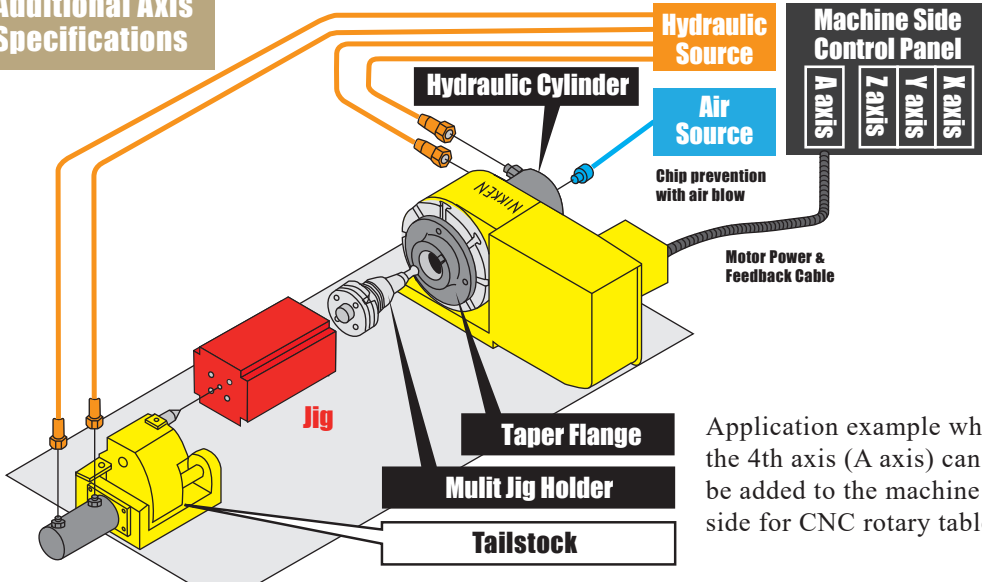 Additional Axis
Specifications
Hydraulic
Source
Machine Side
Control Panel
A axis
Z axis
Y axis
X axis
Hydraulic Cylinder
Air
Source
Chip prevention
with air blow
NIKKEN
Motor Power &
Feedback Cable
Jig
Taper Flange
Mulit Jig Holder
Tailstock
Application example wh
the 4th axis (A axis) can
be added to the machine
side for CNC rotary tabl